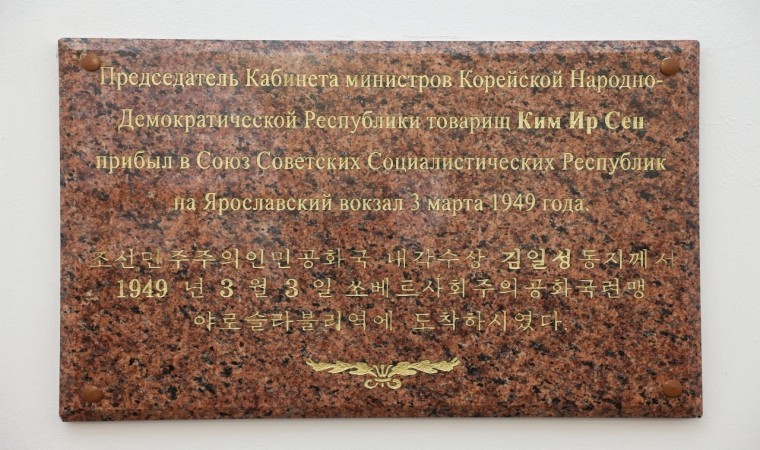 Председатель Кабинета министров Корейской Народно-
Демократической Республики товарищ Ким Ир Сен
прибыл в Союз Советских Социалистических Республик
на Ярославский вокзал 3 марта 1949 года.
조선민주주의인민공화국 내각수상 김일성동지께서
1949 년 3 월 3 일 쏘베트사회주의공화국련맹
야로슬라블리역에 도착하시였다.